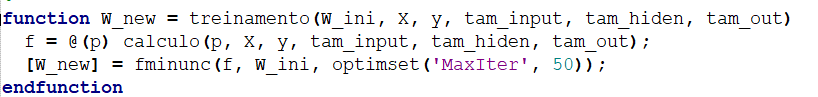 function W_new = treinamento(W_ini, X, y, tam_input, tam_hiden, tam_out)
f = @(p) calculo(p, X, y, tam_input, tam_hiden, tam_out);
[W_new] = fminunc(f, W_ini, optimset('MaxIter', 50));
endfunction